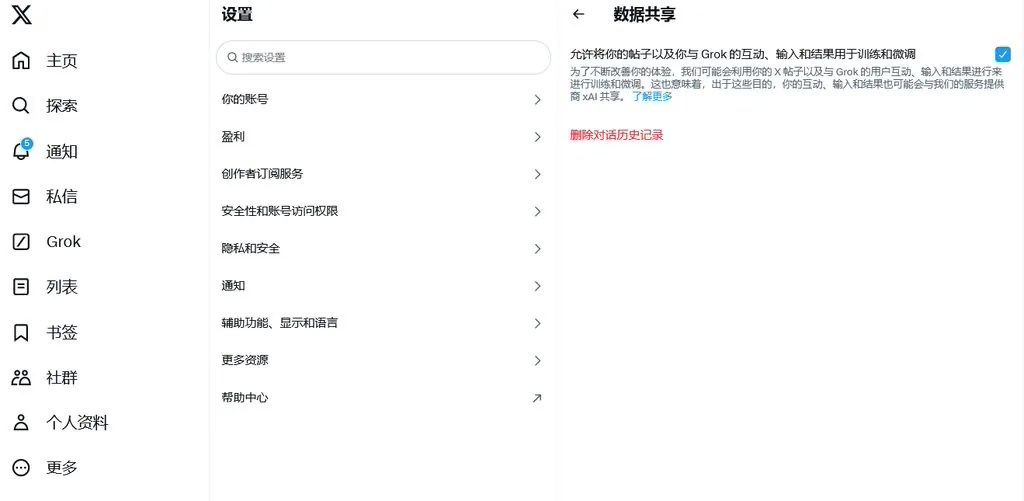 主页
探索
6
通知
私信
Grok
列表
书签
社群
个人资料
更多
设置
搜索设置
你的账号
盈利
创作者订阅服务
安全性和账号访问权限
隐私和安全
通知
辅助功能、显示和语言
更多资源
帮助中心
数据共享
允许将你的帖子以及你与 Grok 的互动、输入和结果用于训练和微调
为了不断改善你的体验，我们可能会利用你的 X 帖子以及与 Grok 的用户互动、输入和结果进行来
进行训练和微调。这也意味着，出于这些目的，你的互动、输入和结果也可能会与我们的服务提供
商 xAI 共享。 了解更多
删除对话历史记录